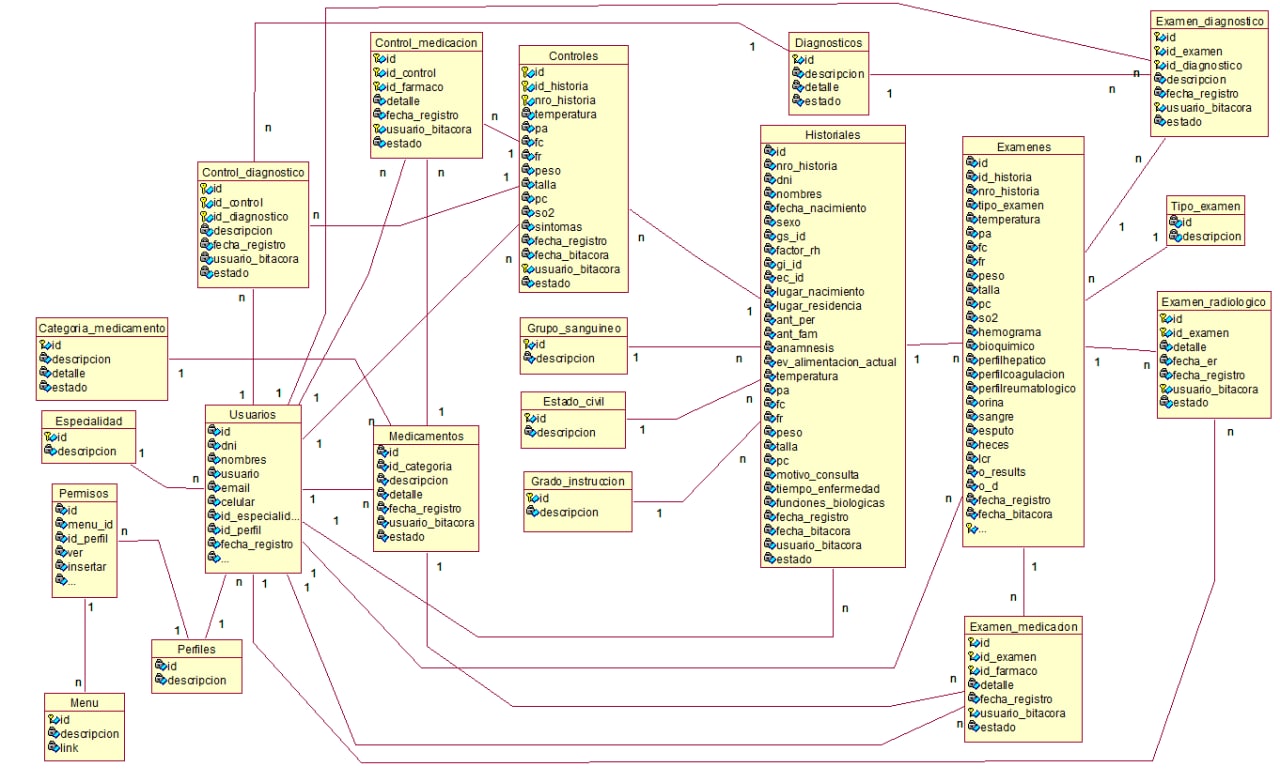 Control_medicacion
id
id_control
id_farmaco
detalle
fecha_registro
usuario_bitacora
estado
Controles
id
id_historia
nro_historia
temperatura
pa
fc
fr
peso
talla
pc
so2
sintomas
fecha_registro
fecha_bitacora
usuario_bitacora
estado
Diagnosticos
id
descripcion
detalle
estado
Examen_diagnostico
id
id_examen
id_diagnostico
descripcion
fecha_registro
usuario_bitacora
estado
Control_diagnostico
id
id_control
id_diagnostico
descripcion
fecha_registro
usuario_bitacora
estado
Historiales
id
nro_historia
dni
nombres
fecha_nacimiento
sexo
gs_id
factor_rh
gi_id
ec_id
lugar_nacimiento
lugar_residencia
ant_per
ant_fam
anamnesis
ev_alimentacion_actual
temperatura
pa
fc
fr
peso
talla
pc
motivo_consulta
tiempo_enfermedad
funciones_biologicas
fecha_registro
fecha_bitacora
usuario_bitacora
estado
Examenes
id
id_historia
nro_historia
tipo_examen
temperatura
pa
fc
fr
peso
talla
pc
so2
hemograma
bioquimico
perfilhepatico
perfilcoagulacion
perfilreumatologico
orina
sangre
esputo
heces
lcr
o_results
o_d
fecha_registro
fecha_bitacora
...
Tipo_examen
id
descripcion
Examen_radiologico
id
id_examen
detalle
fecha_er
fecha_registro
usuario_bitacora
estado
Categoria_medicamento
id
descripcion
detalle
estado
Grupo_sanguineo
id
descripcion
Estado_civil
id
descripcion
Grado_instruccion
id
descripcion
Especialidad
id
descripcion
Usuarios
id
dni
nombres
usuario
email
celular
id_especialid...
id_perfil
fecha_registro
...
Medicamentos
id
id_categoria
descripcion
detalle
fecha_registro
usuario_bitacora
estado
Permisos
id
menu_id
id_perfil
ver
insertar
...
Perfiles
id
descripcion
Menu
id
descripcion
link
Examen_medicacion
id
id_examen
id_farmaco
detalle
fecha_registro
usuario_bitacora
estado
1
n
1
n
n
n
1
n
n
1
n
1
n
n
1
n
1
1
n
n
1
n
1
n
1
n
1
n
1
n
1
n
1
1
1
1
n
1
n
1
n
1
n
1
n
1
n
1
n
1
n
1
1
1
n
1
n
1
n
n
n